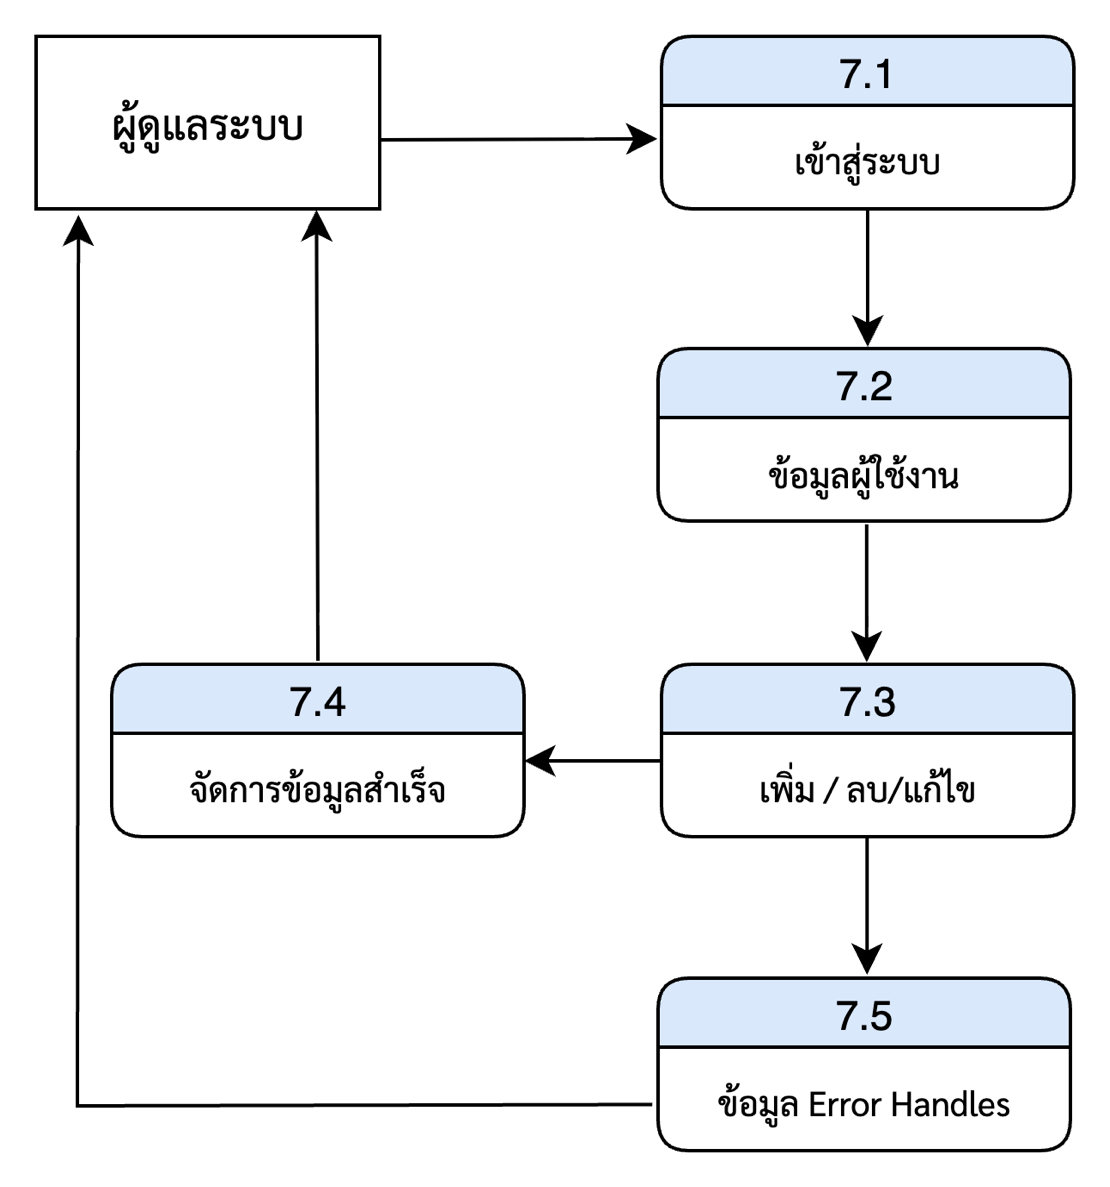 ผู้ดูแลระบบ
7.1
เข้าสู่ระบบ
7.2
ข้อมูลผู้ใช้งาน
7.3
เพิ่ม / ลบ/แก้ไข
7.4
จัดการข้อมูลสำเร็จ
7.5
ข้อมูล Error Handles